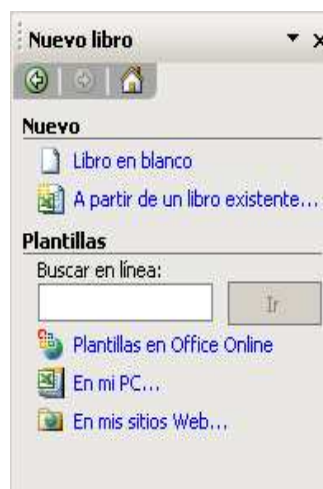 Nuevo libro
Nuevo
Libro en blanco
A partir de un libro existente...
Plantillas
Buscar en línea:
Ir
Plantillas en Office Online
En mi PC...
En mis sitios Web...